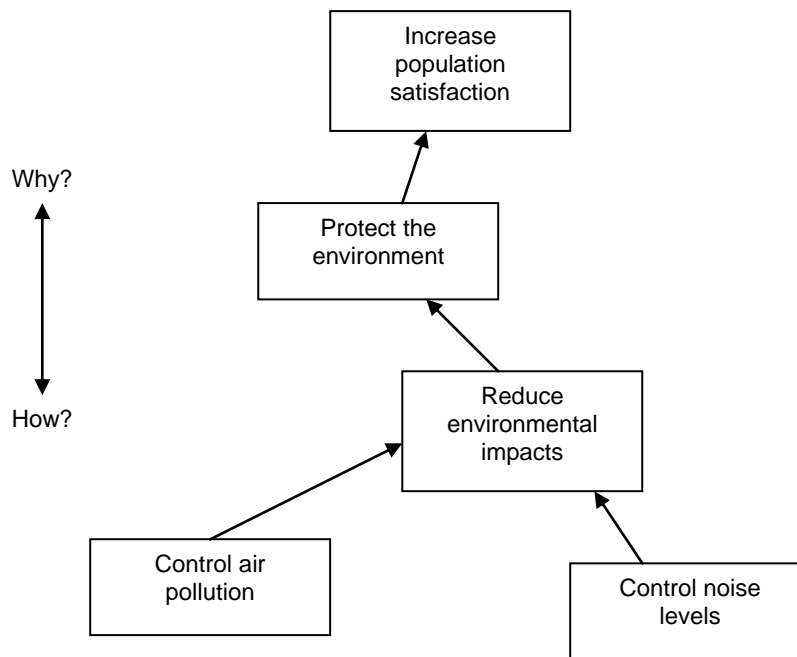 Increase
population
satisfaction
Why?
Protect the
environment
How?
Reduce
environmental
impacts
Control air
pollution
Control noise
levels